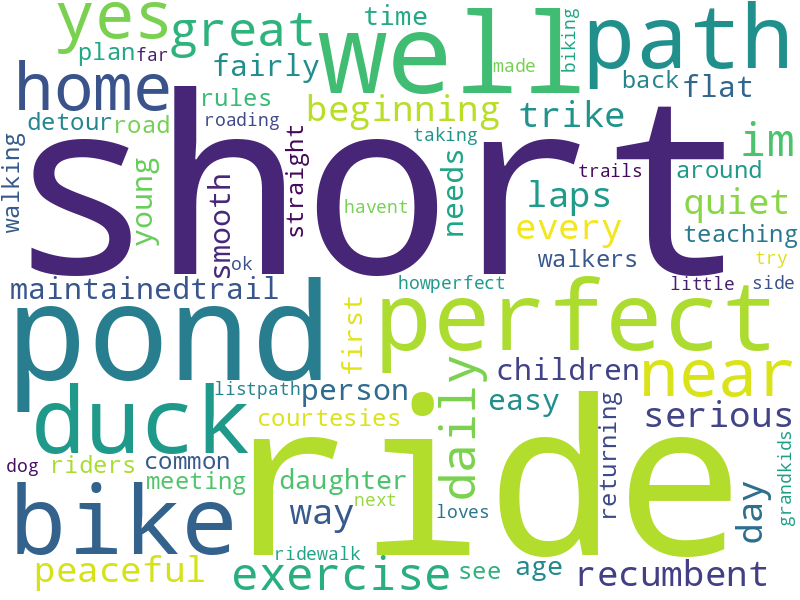 yes
great
time
biking
well
path
plan
far
made
fairly
back
flat
home
rules
beginning
trike
detour
road
roading
taking
im
walking
young
short
straight
needs
trails
around
smooth
havent
laps
quiet
every
teaching
ok
walkers
try
maintainedtrail
howperfect
little
side
pond
first
perfect
children
near
listpath
person
daily
easy
serious
duck
courtesies
returning
grandkids
dog
riders
common
meeting
daughter
next
ride
bike
way
loves
day
ridewalk
peaceful
exercise
see
age
recumbent